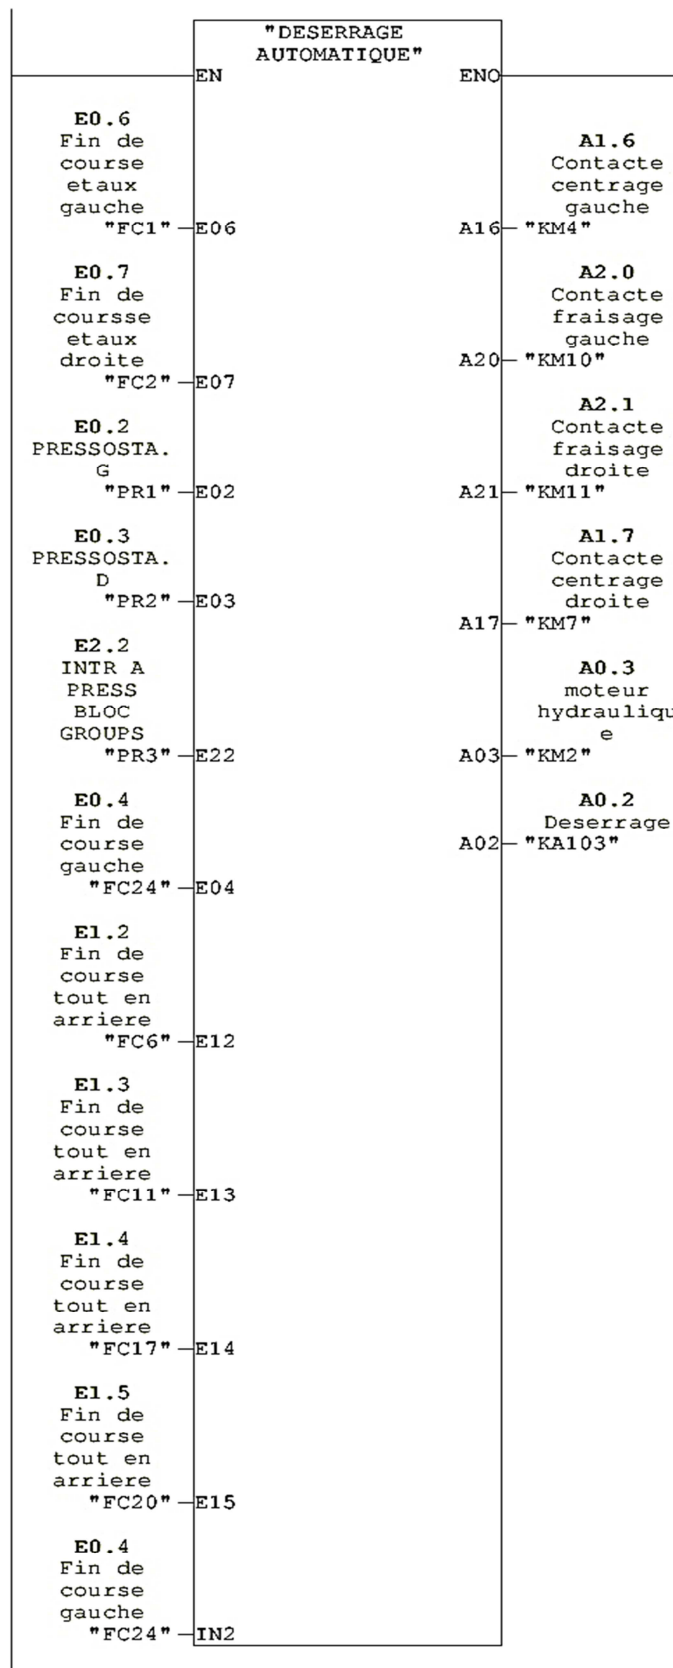 "DESERRAGE
AUTOMATIQUE"
EN
ENO
E0.6
Fin de
course
etaux
gauche
"FC1"
E06
E0.7
Fin de
coursse
etaux
droite
"FC2"
E07
E0.2
PRESSOSTA.
G
"PR1"
E02
E0.3
PRESSOSTA.
D
"PR2"
E03
E2.2
INTR A
PRESS
BLOC
GROUPS
"PR3"
E22
E0.4
Fin de
course
gauche
"FC24"
E04
E1.2
Fin de
course
tout en
arriere
"FC6"
E12
E1.3
Fin de
course
tout en
arriere
"FC11"
E13
E1.4
Fin de
course
tout en
arriere
"FC17"
E14
E1.5
Fin de
course
tout en
arriere
"FC20"
E15
E0.4
Fin de
course
gauche
"FC24"
IN2
A1.6
Contacte
centrage
gauche
A16
"KM4"
A2.0
Contacte
fraisage
gauche
A20
"KM10"
A2.1
Contacte
fraisage
droite
A21
"KM11"
A1.7
Contacte
centrage
droite
A17
"KM7"
A0.3
moteur
hydrauliqu
e
A03
"KM2"
A0.2
Deserrage
A02
"KA103"